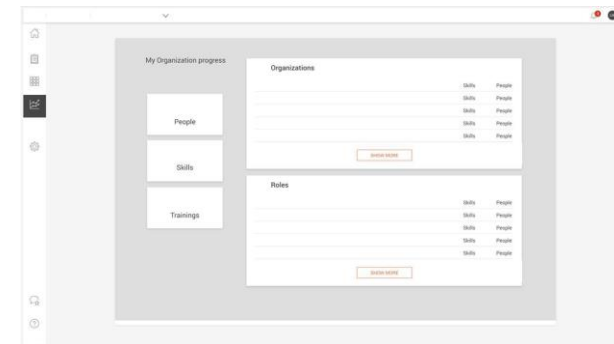 My Organization progress
People
Skills
Trainings
Organizations
Skills People
Skills People
Skills People
Skills People
Skills People
SHOW MORE
Roles
Skills People
Skills People
Skills People
Skills People
Skills People
SHOW MORE